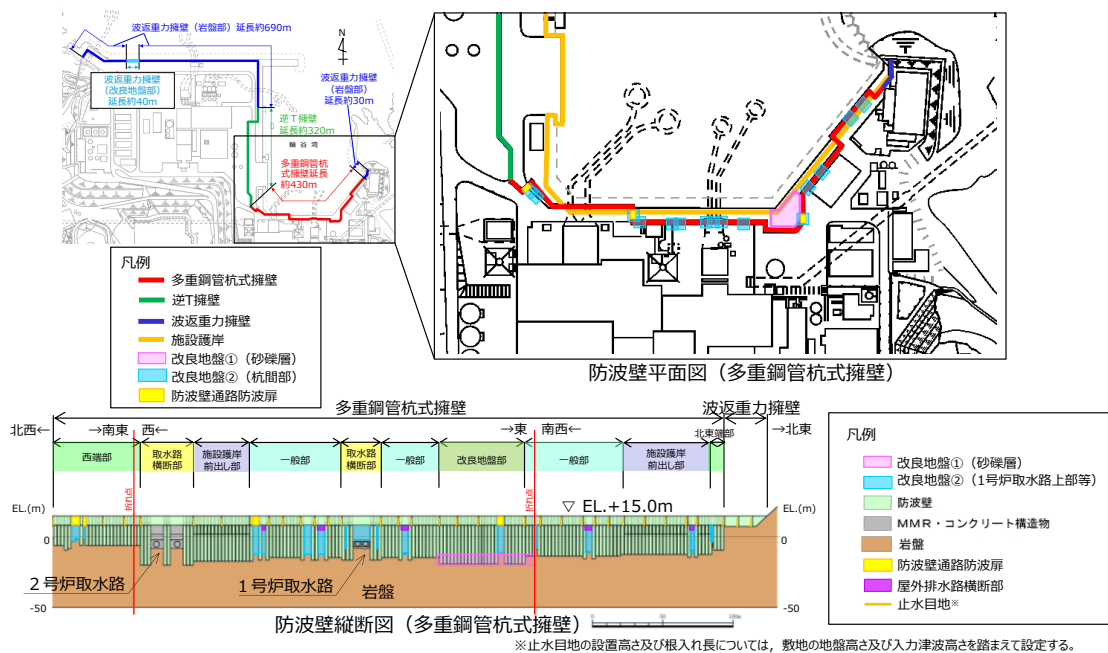 波返重力擁壁（岩盤部）延長約690m
N
波返重力擁壁
（改良地盤部）
延長約40m
波返重力擁壁
（岩盤部）
延長約30m
逆T擁壁
延長約320m
輪谷湾
多重鋼管杭
式擁壁延長
約430m
凡例
多重鋼管杭式擁壁
逆T擁壁
波返重力擁壁
施設護岸
改良地盤①（砂礫層）
改良地盤②（杭間部）
防波壁通路防波扉
防波壁平面図（多重鋼管杭式擁壁）
多重鋼管杭式擁壁
波返重力擁壁
北西←
→南東
西←
→東
南西←
→北東
西端部
取水路
横断部
施設護岸
前出し部
一般部
取水路
横断部
一般部
改良地盤部
一般部
施設護岸
前出し部
北東端部
折れ点
折れ点
EL.(m)
▽ EL.+15.0m
EL.(m)
0
0
２号炉取水路
１号炉取水路
岩盤
-50
-50
防波壁縦断図（多重鋼管杭式擁壁）
0
50
100m
凡例
改良地盤①（砂礫層）
改良地盤②（1号炉取水路上部等）
防波壁
MMR・コンクリート構造物
岩盤
防波壁通路防波扉
屋外排水路横断部
止水目地※
※止水目地の設置高さ及び根入れ長については，敷地の地盤高さ及び入力津波高さを踏まえて設定する。